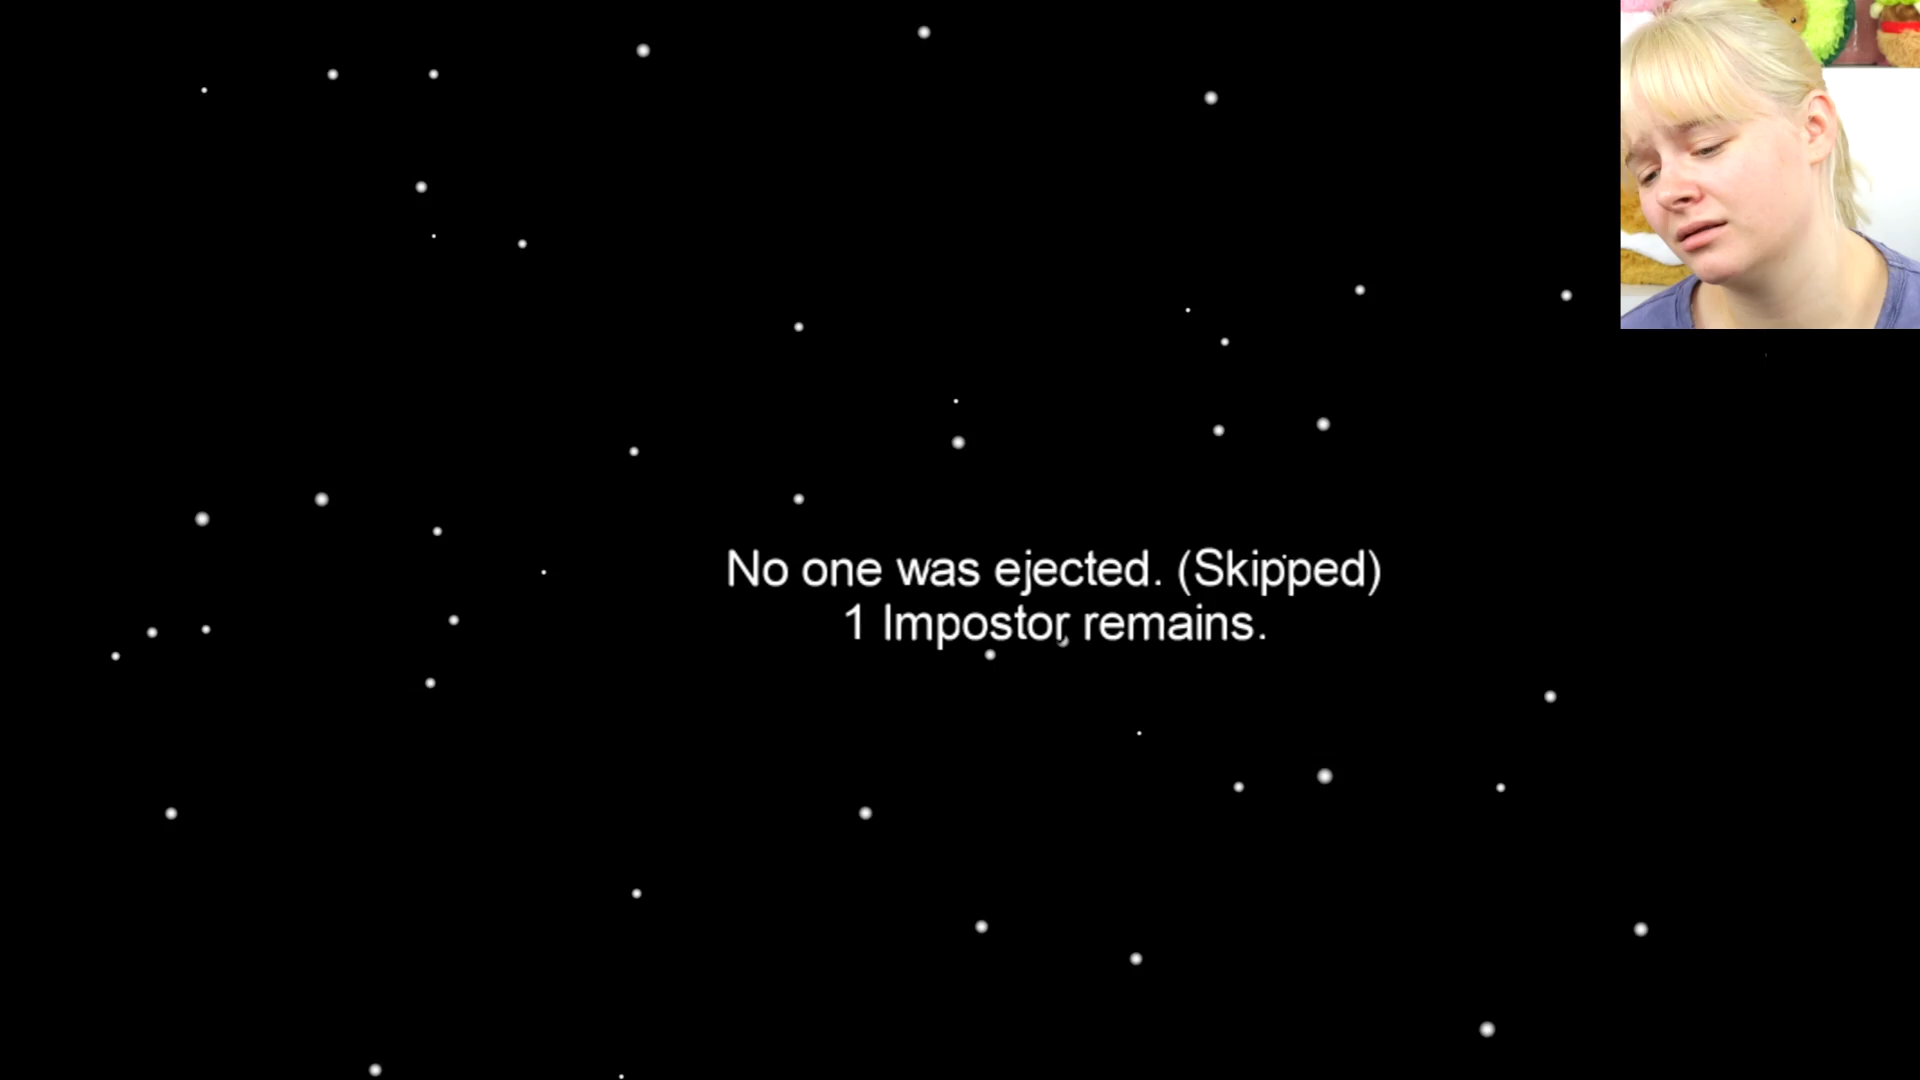 No one was ejected. (Skipped)
1 Impostor remains.